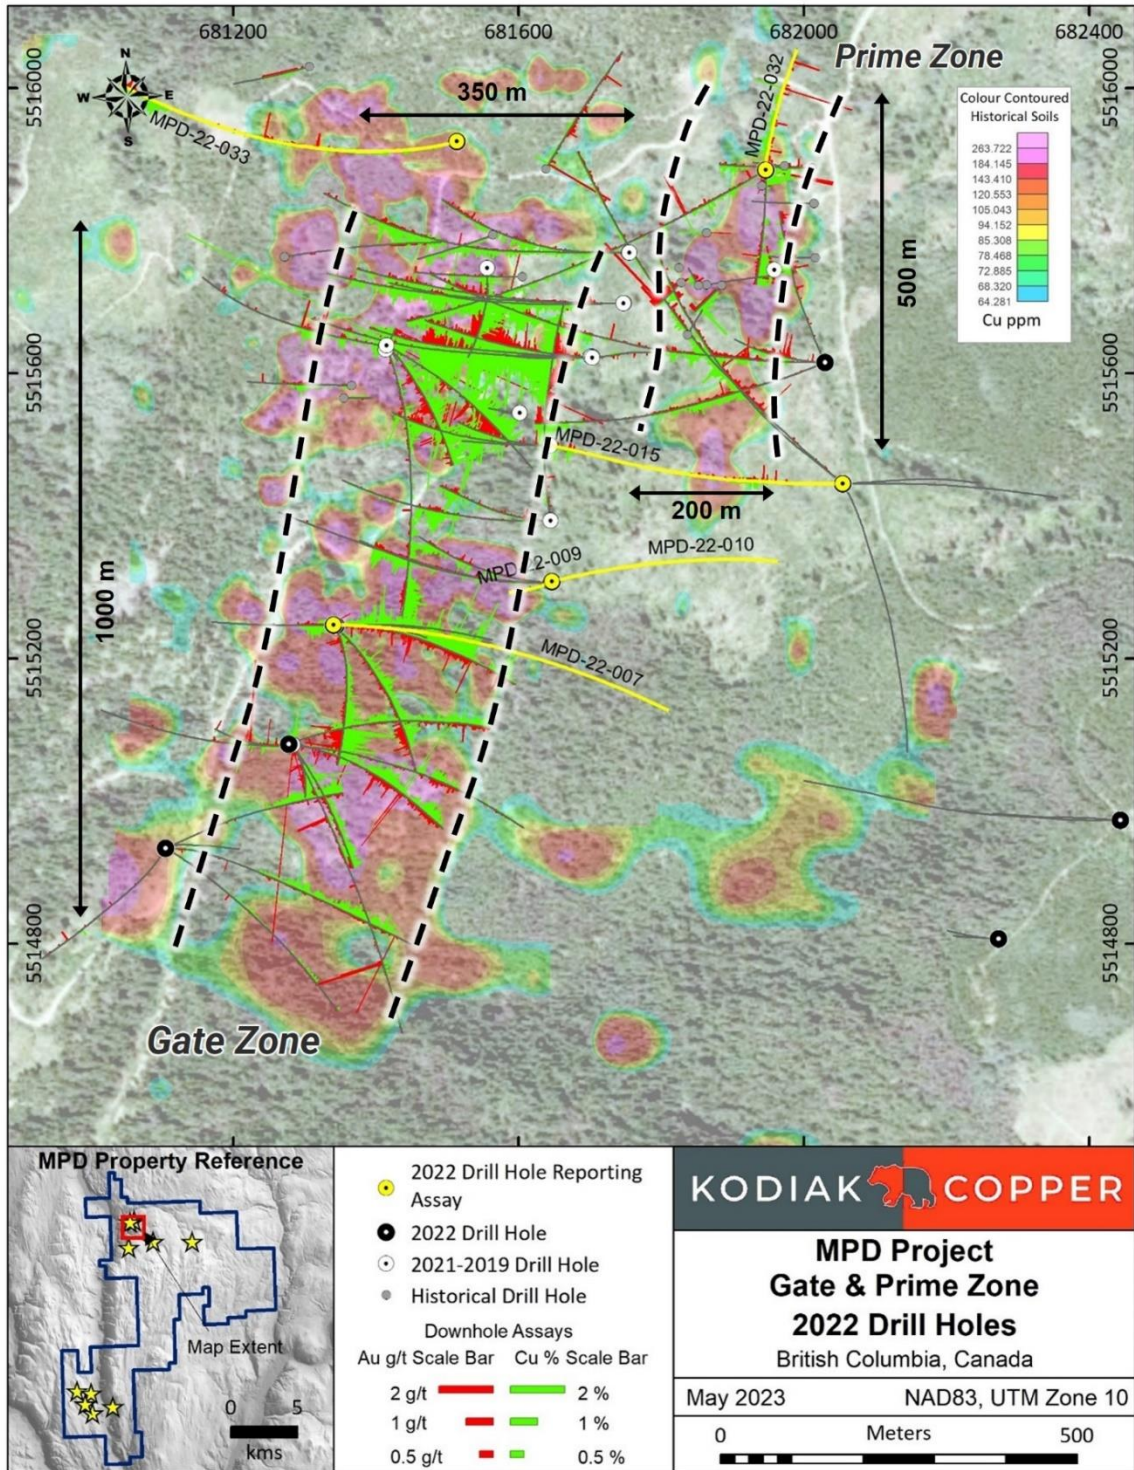 681200
681600
682000
682400
Prime Zone
5516000
5516000
N
W
E
S
350 m
MPD-22-032
MPD-22-033
Colour Contoured
Historical Soils
263.722
184.145
143.410
120.553
105.043
94.152
85.308
78.468
72.885
68.320
64.281
Cu ppm
500 m
5515600
5515600
MPD-22-015
200 m
MPD-22-010
MPD-22-009
1000 m
5515200
5515200
MPD-22-007
5514800
5514800
Gate Zone
MPD Property Reference
Map Extent
0 5
kms
2022 Drill Hole Reporting
Assay
2022 Drill Hole
2021-2019 Drill Hole
Historical Drill Hole
Downhole Assays
Au g/t Scale Bar Cu % Scale Bar
2 g/t 2 %
1 g/t 1 %
0.5 g/t 0.5 %
KODIAK COPPER
MPD Project
Gate & Prime Zone
2022 Drill Holes
British Columbia, Canada
May 2023 NAD83, UTM Zone 10
0 Meters 500